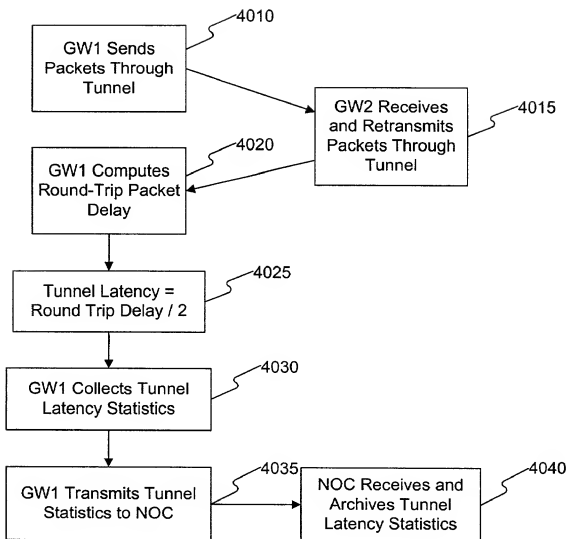 4010
GW1 Sends
Packets Through
Tunnel
GW2 Receives
and Retransmits
Packets Through
Tunnel
4015
4020
GW1 Computes
Round-Trip Packet
Delay
4025
Tunnel Latency =
Round Trip Delay / 2
4030
GW1 Collects Tunnel
Latency Statistics
4035
GW1 Transmits Tunnel
Statistics to NOC
4040
NOC Receives and
Archives Tunnel
Latency Statistics